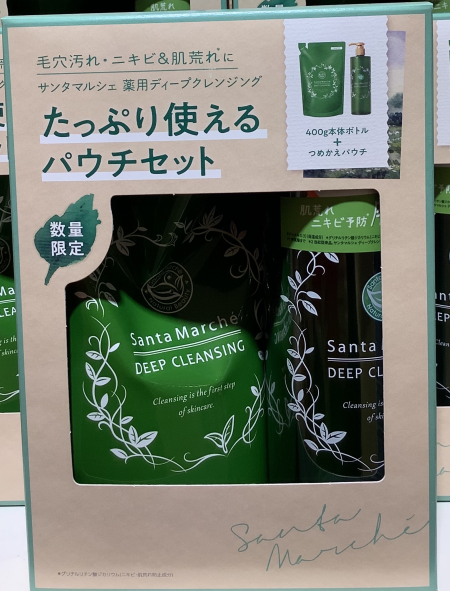 毛穴汚れ・ニキビ&肌荒れ*に
サンタマルシェ 薬用ディープクレンジング
たっぷり使える
パウチセット
数量
限定
400g本体ボトル
+
つめかえパウチ
Santa Marché
DEEP CLEANSING
Cleansing is the first step
of skincare.
肌荒れ
ニキビ予防
Santa
DEEP CL
Cleansing
of sk
Santa
Marché